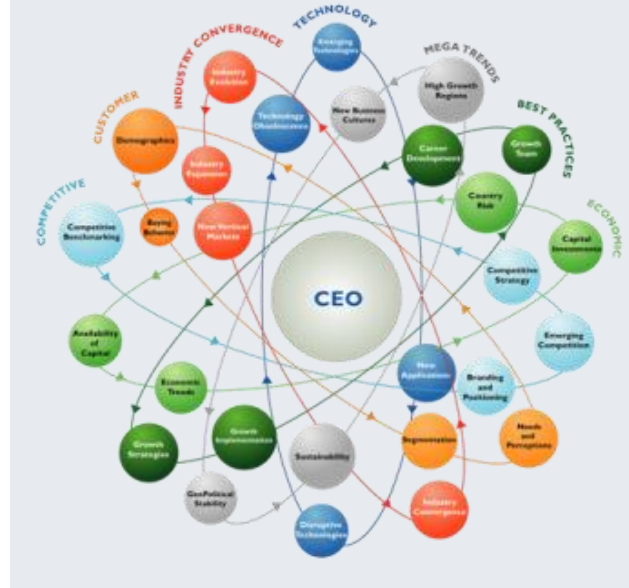 TECHNOLOGY
INDUSTRY CONVERGENCE
MEGA TRENDS
CUSTOMER
BEST PRACTICES
COMPETITIVE
ECONOMIC
Emerging
Technologies
Industry
Evolution
High Growth
Regions
New Business
Cultures
Technology
Obsolescence
Demographics
Career
Development
Growth
Team
Industry
Expansion
Country
Risk
Competitive
Benchmarking
Buying
Behavior
New Vertical
Markets
Capital
Investments
Competitive
Strategy
CEO
Availability
of
Capital
Emerging
Competition
Economic
Trends
New
Applications
Branding
and
Positioning
Growth
Strategies
Growth
Implementation
Sustainability
Segmentation
Needs
and
Perceptions
GeoPolitical
Stability
Disruptive
Technologies
Industry
Convergence